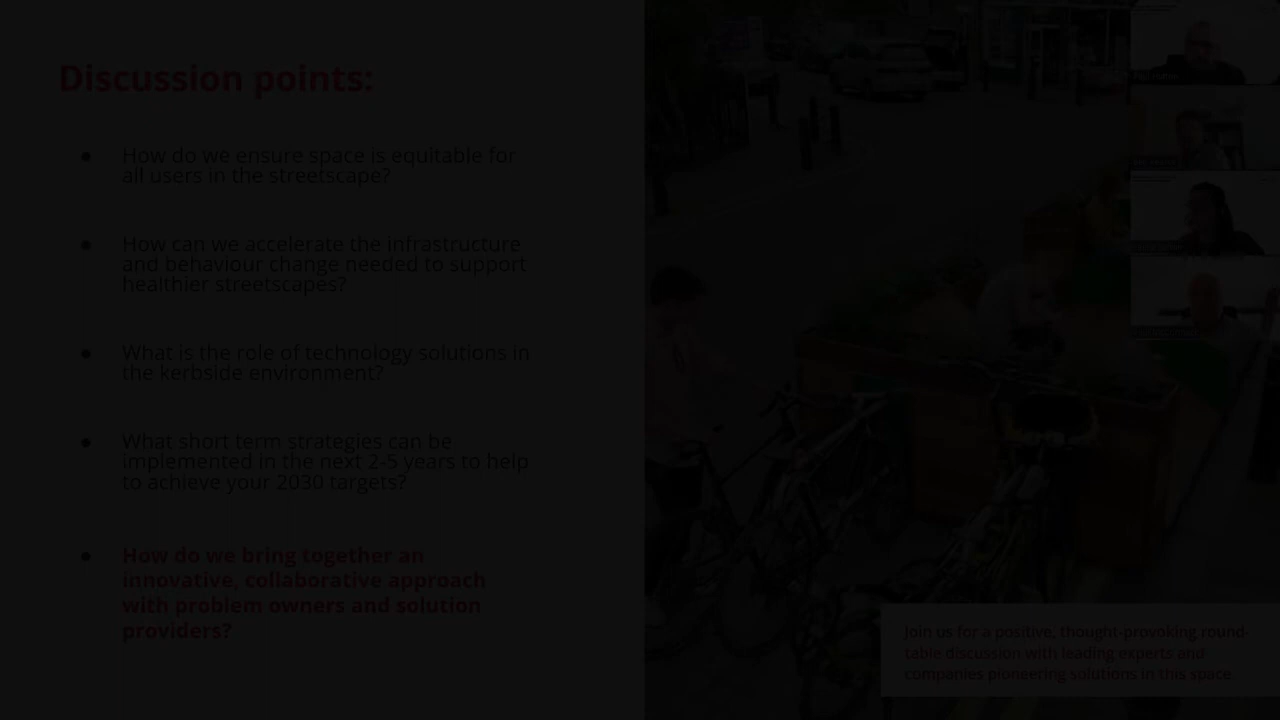 Discussion points:
● How do we ensure space is equitable for
all users in the streetscape?
● How can we accelerate the infrastructure
and behaviour change needed to support
healthier streetscapes?
● What is the role of technology solutions in
the kerbside environment?
● What short term strategies can be
implemented in the next 2-5 years to help
to achieve your 2030 targets?
● How do we bring together an
innovative, collaborative approach
with problem owners and solution
providers?
Join us for a positive, thought-provoking round-
table discussion with leading experts and
companies pioneering solutions in this space.